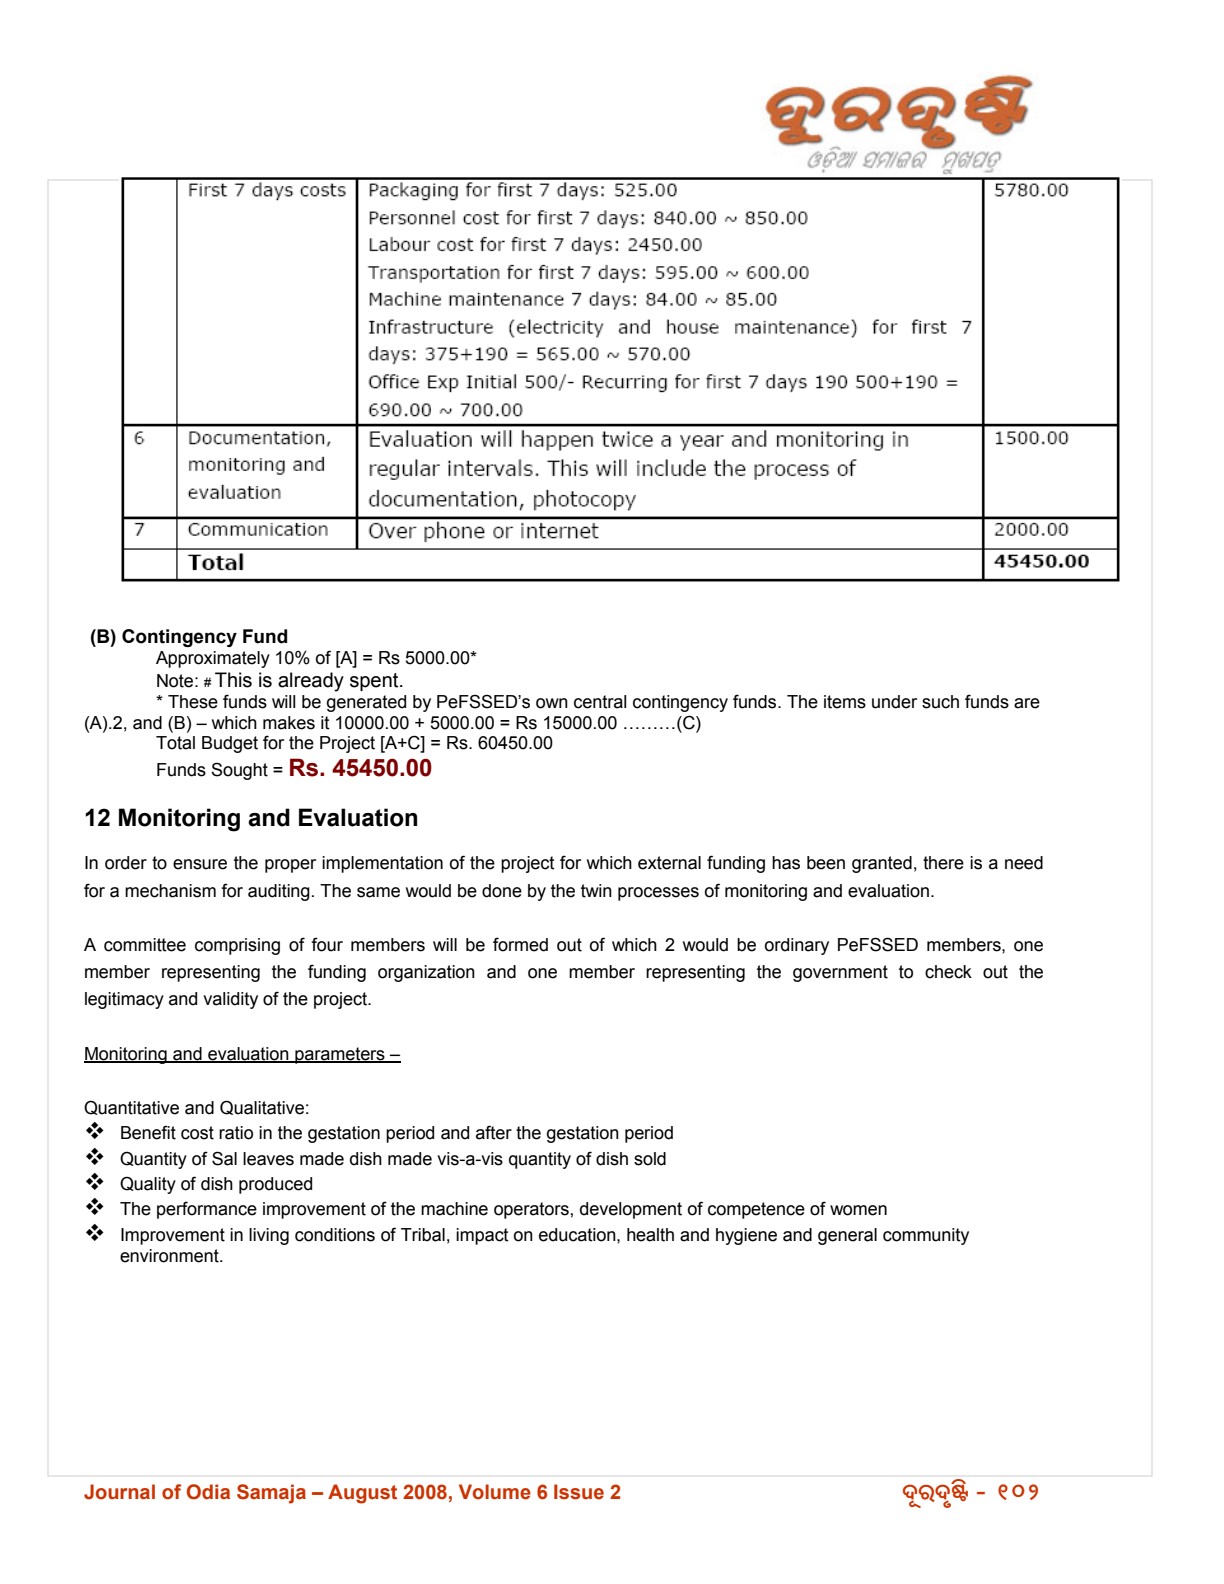 ଦୂରଦୃଷ୍ଟି
ଓଡ଼ିଆ ସମାଜର ମୁଖପତ୍ର
First 7 days costs Packaging for first 7 days: 525.00 5780.00
Personnel cost for first 7 days: 840.00 ~ 850.00
Labour cost for first 7 days: 2450.00
Transportation for first 7 days: 595.00 ~ 600.00
Machine maintenance 7 days: 84.00 ~ 85.00
Infrastructure (electricity and house maintenance) for first 7
days: 375+190 = 565.00 ~ 570.00
Office Exp Initial 500/- Recurring for first 7 days 190 500+190 =
690.00 ~ 700.00
6 Documentation, Evaluation will happen twice a year and monitoring in 1500.00
monitoring and regular intervals. This will include the process of
evaluation documentation, photocopy
7 Communication Over phone or internet 2000.00
Total 45450.00
(B) Contingency Fund
Approximately 10% of [A] = Rs 5000.00*
Note: # This is already spent.
* These funds will be generated by PeFSSED’s own central contingency funds. The items under such funds are
(A).2, and (B) – which makes it 10000.00 + 5000.00 = Rs 15000.00 ………(C)
Total Budget for the Project [A+C] = Rs. 60450.00
Funds Sought = Rs. 45450.00
12 Monitoring and Evaluation
In order to ensure the proper implementation of the project for which external funding has been granted, there is a need
for a mechanism for auditing. The same would be done by the twin processes of monitoring and evaluation.
A committee comprising of four members will be formed out of which 2 would be ordinary PeFSSED members, one
member representing the funding organization and one member representing the government to check out the
legitimacy and validity of the project.
Monitoring and evaluation parameters –
Quantitative and Qualitative:
❖ Benefit cost ratio in the gestation period and after the gestation period
❖ Quantity of Sal leaves made dish made vis-a-vis quantity of dish sold
❖ Quality of dish produced
❖ The performance improvement of the machine operators, development of competence of women
❖ Improvement in living conditions of Tribal, impact on education, health and hygiene and general community
environment.
Journal of Odia Samaja – August 2008, Volume 6 Issue 2 ଦୂରଦୃଷ୍ଟି - ୧୦୨